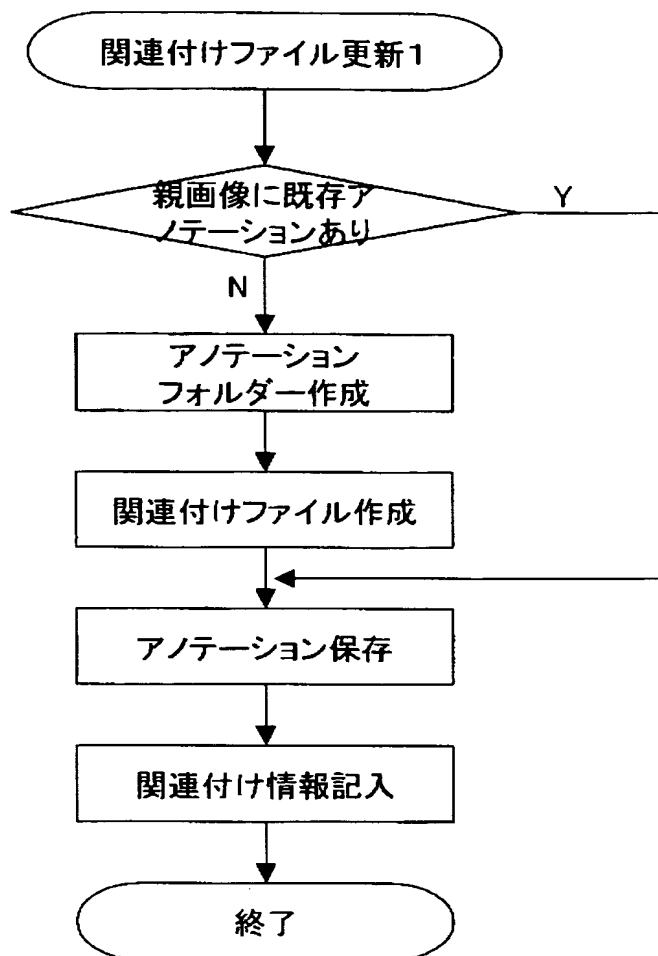 関連付けファイル更新1
親画像に既存ア
ノテーションあり
Y
N
アノテーション
フォルダー作成
関連付けファイル作成
アノテーション保存
関連付け情報記入
終了